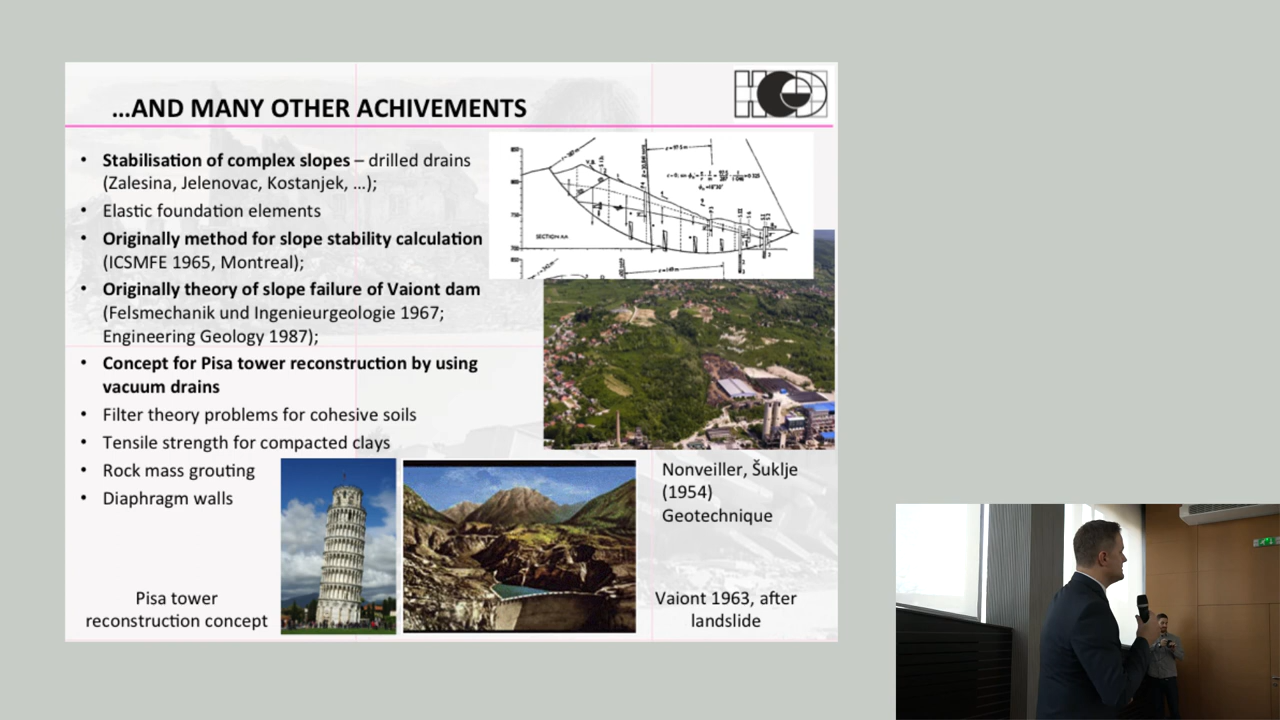 ...AND MANY OTHER ACHIVEMENTS
HGD
• Stabilisation of complex slopes – drilled drains
(Zalesina, Jelenovac, Kostanjek, ...);
• Elastic foundation elements
• Originally method for slope stability calculation
(ICSMFE 1965, Montreal);
• Originally theory of slope failure of Vaiont dam
(Felsmechanik und Ingenieurgeologie 1967;
Engineering Geology 1987);
• Concept for Pisa tower reconstruction by using
vacuum drains
• Filter theory problems for cohesive soils
• Tensile strength for compacted clays
• Rock mass grouting
• Diaphragm walls
SECTION AA
Nonveiller, Šuklje
(1954)
Geotechnique
Pisa tower
reconstruction concept
Vaiont 1963, after
landslide